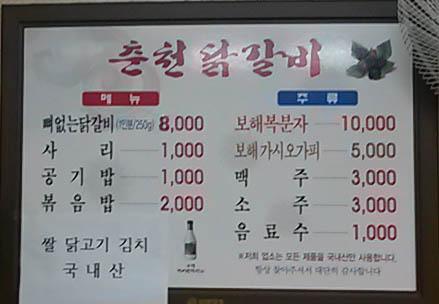 춘천닭갈비
메뉴
뼈없는닭갈비(1인분/250g) 8,000
사리 1,000
공기밥 1,000
볶음밥 2,000
쌀 닭고기 김치
국내산
주류
보해복분자 10,000
보해가시오가피 5,000
맥주 3,000
소주 3,000
음료수 1,000
※저희 업소는 모든 제품을 국내산만 사용합니다.
항상 찾아주셔서 대단히 감사합니다